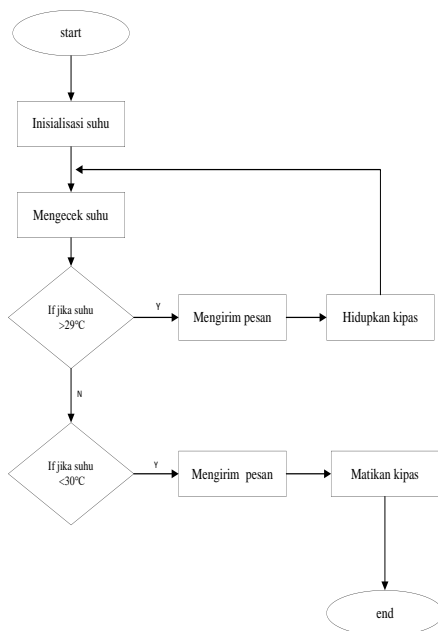 start
Inisialisasi suhu
Mengecek suhu
If jika suhu
>29°C
Y
Mengirim pesan
Hidupkan kipas
N
If jika suhu
<30°C
Y
Mengirim pesan
Matikan kipas
end